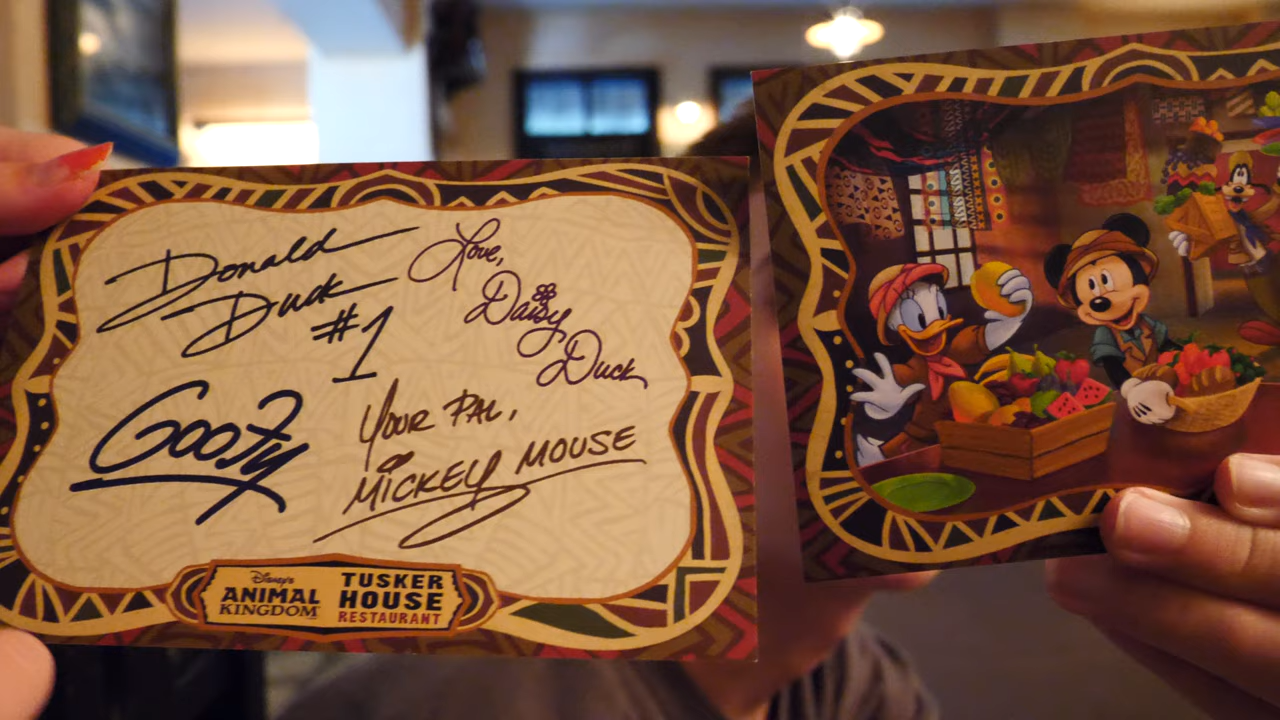 Donald
Duck
#1
Love,
Daisy
Duck
Goofy
YOUR PAL,
MICKEY MOUSE
Disney's
ANIMAL
KINGDOM
TUSKER
HOUSE
RESTAURANT